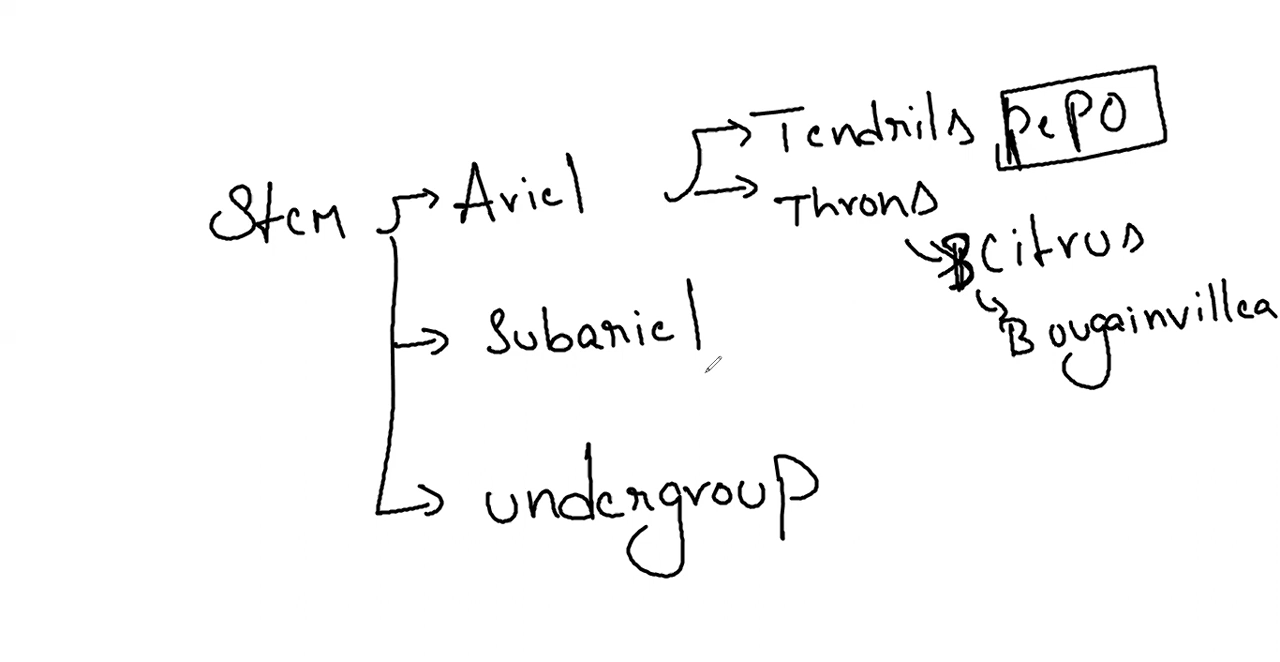 Stem
Ariel
Tendrils PePO
Throns
Citrus
Bougainvillea
Subariel
undergroup